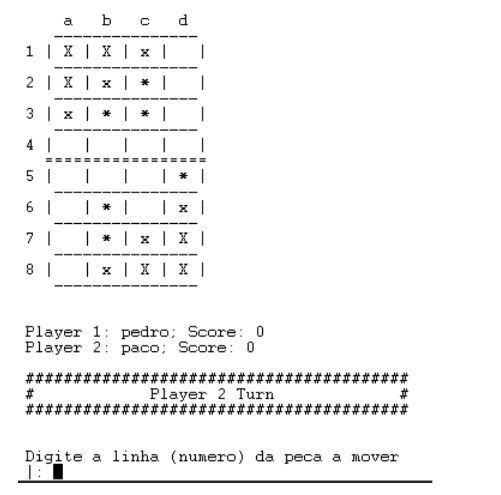 a b c d
---------------
1 | X | X | x |   |
---------------
2 | X | x | * |   |
---------------
3 | x | * | * |   |
---------------
4 |   |   |   |   |
=================
5 |   |   |   | * |
---------------
6 |   | * |   | x |
---------------
7 |   | * | x | X |
---------------
8 |   | x | X | X |
---------------
Player 1: pedro; Score: 0
Player 2: paco; Score: 0
########################################
# Player 2 Turn #
########################################
Digite a linha (numero) da peca a mover
|: